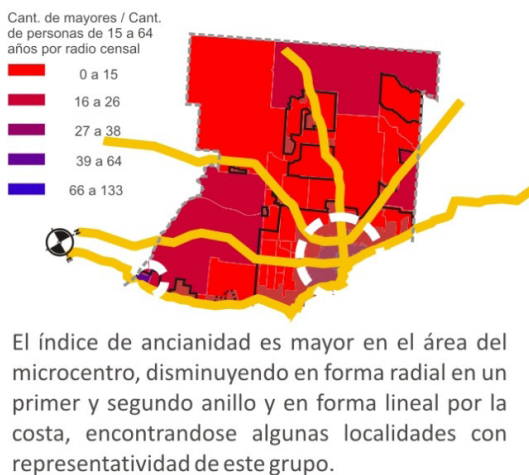 Cant. de mayores / Cant.
de personas de 15 a 64
años por radio censal
0 a 15
16 a 26
27 a 38
39 a 64
66 a 133
El índice de ancianidad es mayor en el área del
microcentro, disminuyendo en forma radial en un
primer y segundo anillo y en forma lineal por la
costa, encontrandose algunas localidades con
representatividad de este grupo.